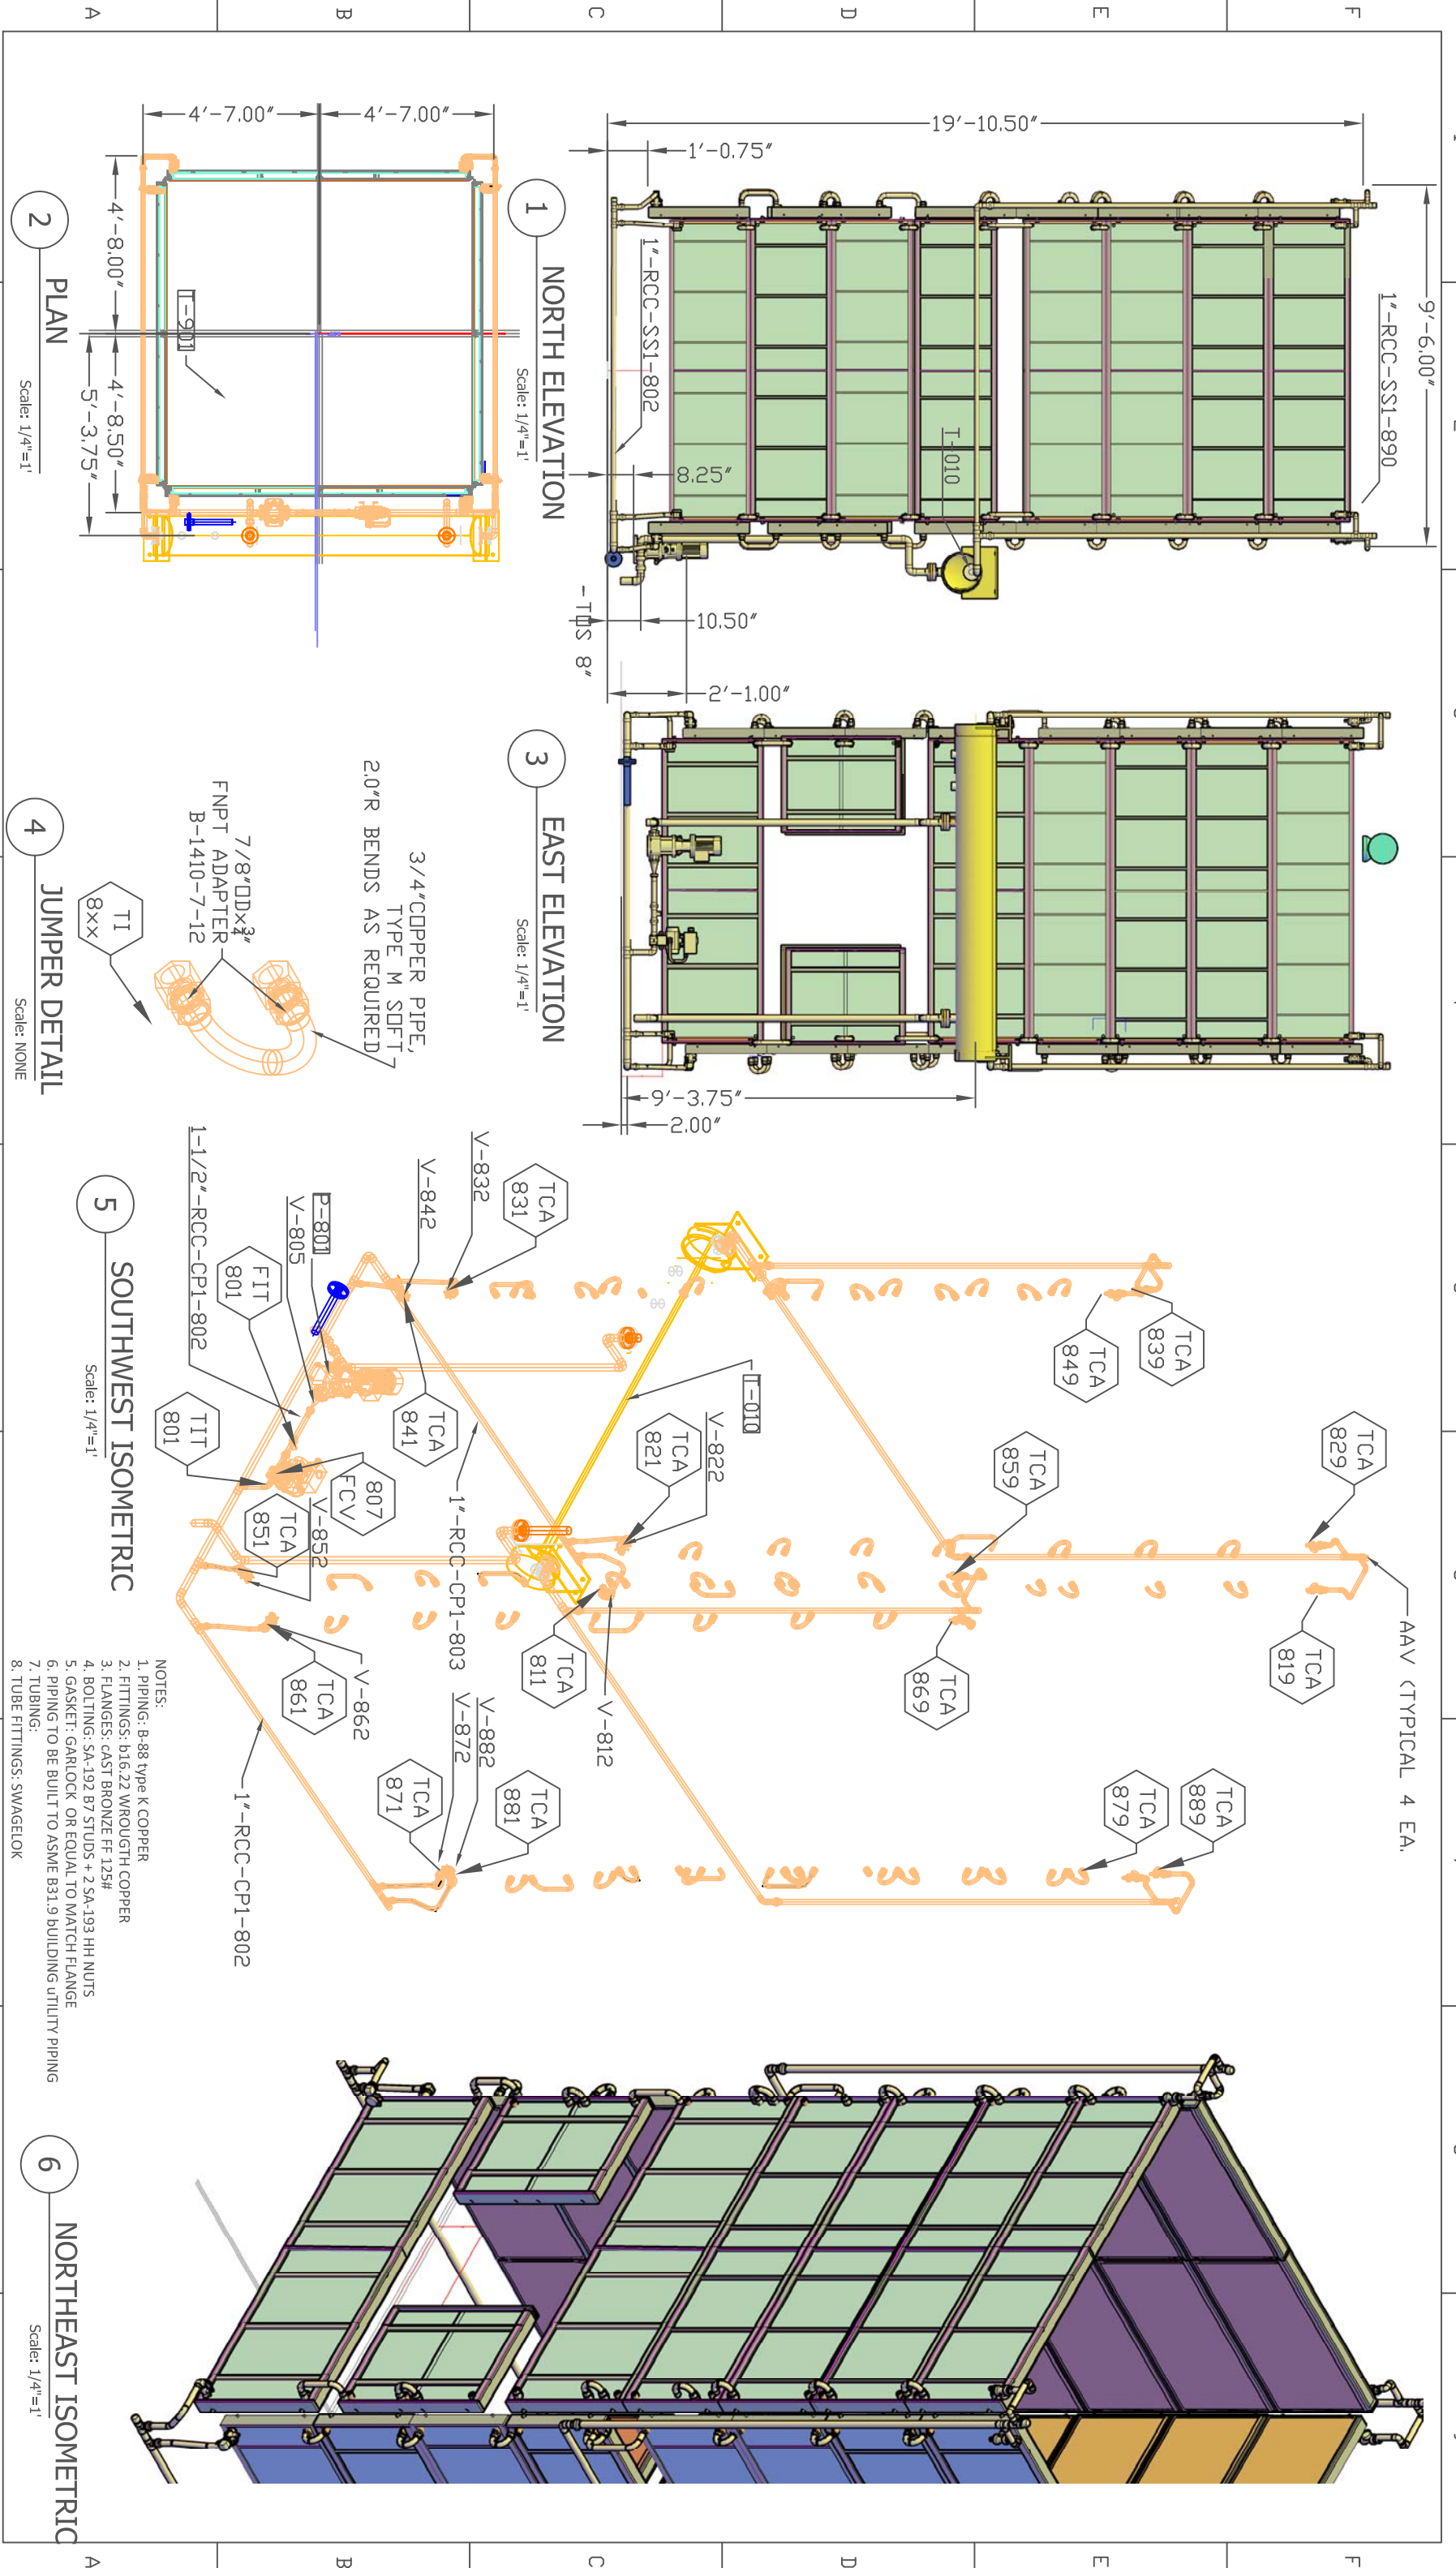 F
E
D
C
B
A
9'-6.00"
1"-RCC-SS1-890
19'-10.50"
1'-0.75"
1"-RCC-SS1-802
8.25"
T-010
10.50"
2'-1.00"
-TOS 8"
1
NORTH ELEVATION
Scale: 1/4"=1'
4'-7.00"
4'-7.00"
T-901
4'-8.00"
4'-8.50"
5'-3.75"
2
PLAN
Scale: 1/4"=1'
9'-3.75"
2.00"
3
EAST ELEVATION
Scale: 1/4"=1'
3/4"COPPER PIPE,
TYPE M SOFT
2.0"R BENDS AS REQUIRED
7/8"ODx3/4"
FNPT ADAPTER
B-1410-7-12
TI
8xx
4
JUMPER DETAIL
Scale: NONE
AAV (TYPICAL 4 EA.
TCA
829
TCA
819
TCA
839
TCA
849
TCA
859
TCA
869
TCA
889
TCA
879
T-010
V-822
TCA
821
V-812
TCA
811
TCA
831
V-832
V-842
TCA
841
1"-RCC-CP1-803
V-882
V-872
TCA
881
TCA
871
P-801
V-805
FIT
801
1-1/2"-RCC-CP1-802
TIT
801
807
FCV
V-852
TCA
851
V-862
TCA
861
1"-RCC-CP1-802
5
SOUTHWEST ISOMETRIC
Scale: 1/4"=1'
NOTES:
1. PIPING: B-88 type K COPPER
2. FITTINGS: b16.22 WROUGTH COPPER
3. FLANGES: cAST BRONZE FF 125#
4. BOLTING: SA-192 B7 STUDS + 2 SA-193 HH NUTS
5. GASKET: GARLOCK OR EQUAL TO MATCH FLANGE
6. PIPING TO BE BUILT TO ASME B31.9 bUILDING uTILITY PIPING
7. TUBING:
8. TUBE FITTINGS: SWAGELOK
6
NORTHEAST ISOMETRIC
Scale: 1/4"=1'
F
E
D
C
B
A